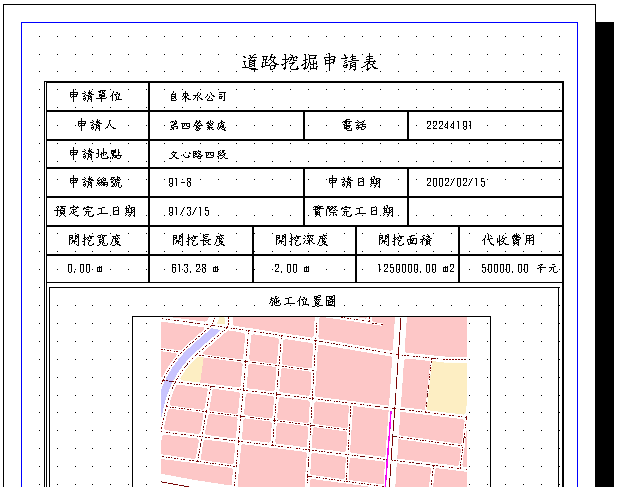 道路挖掘申請表
申請單位 自來水公司
申請人 第四營業處 電話 22244191
申請地點 文心路四段
申請編號 91-8 申請日期 2002/02/15
預定完工日期 91/3/15 實際完工日期
開挖寬度 開挖長度 開挖深度 開挖面積 代收費用
0.00 m 613.28 m 2.00 m 1250000.00 m2 50000.00 千元
施工位置圖